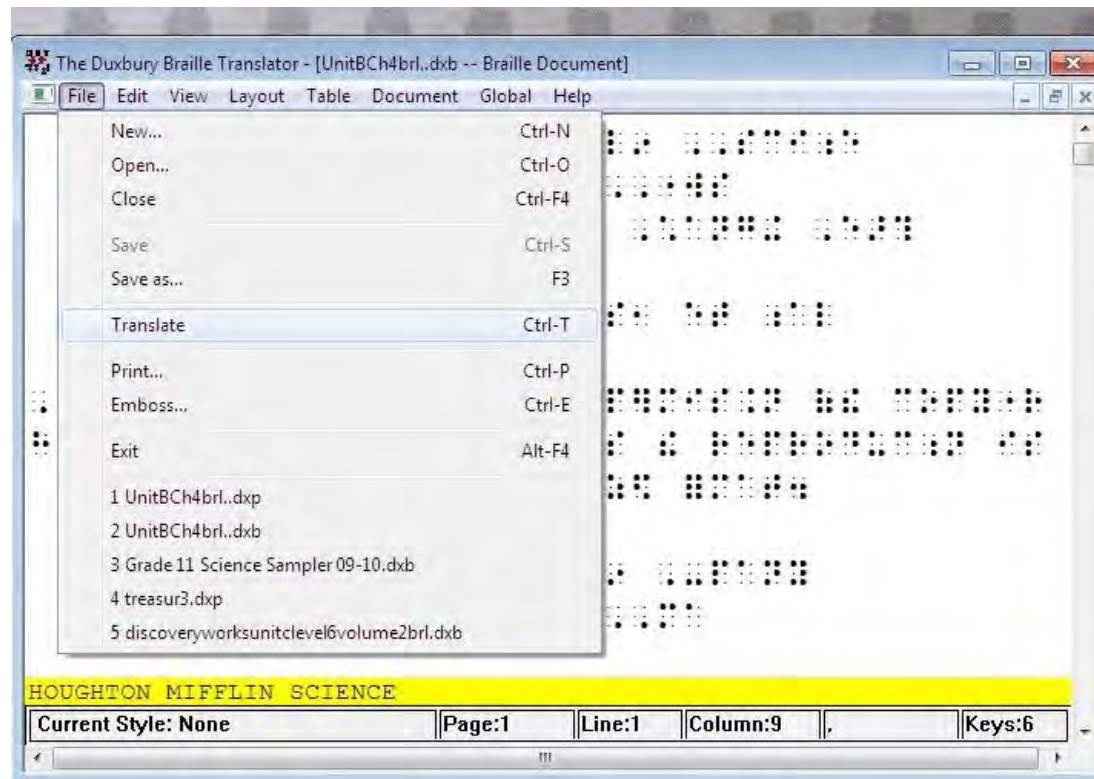 The Duxbury Braille Translator - [UnitBCh4brl..dxb -- Braille Document]
File Edit View Layout Table Document Global Help
New... Ctrl-N
Open... Ctrl-O
Close Ctrl-F4
Save Ctrl-S
Save as... F3
Translate Ctrl-T
Print... Ctrl-P
Emboss... Ctrl-E
Exit Alt-F4
1 UnitBCh4brl..dxp
2 UnitBCh4brl..dxb
3 Grade 11 Science Sampler 09-10.dxb
4 treasur3.dxp
5 discoveryworksunitclevel6volume2brl.dxb
HOUGHTON MIFFLIN SCIENCE
Current Style: None Page:1 Line:1 Column:9 , Keys:6